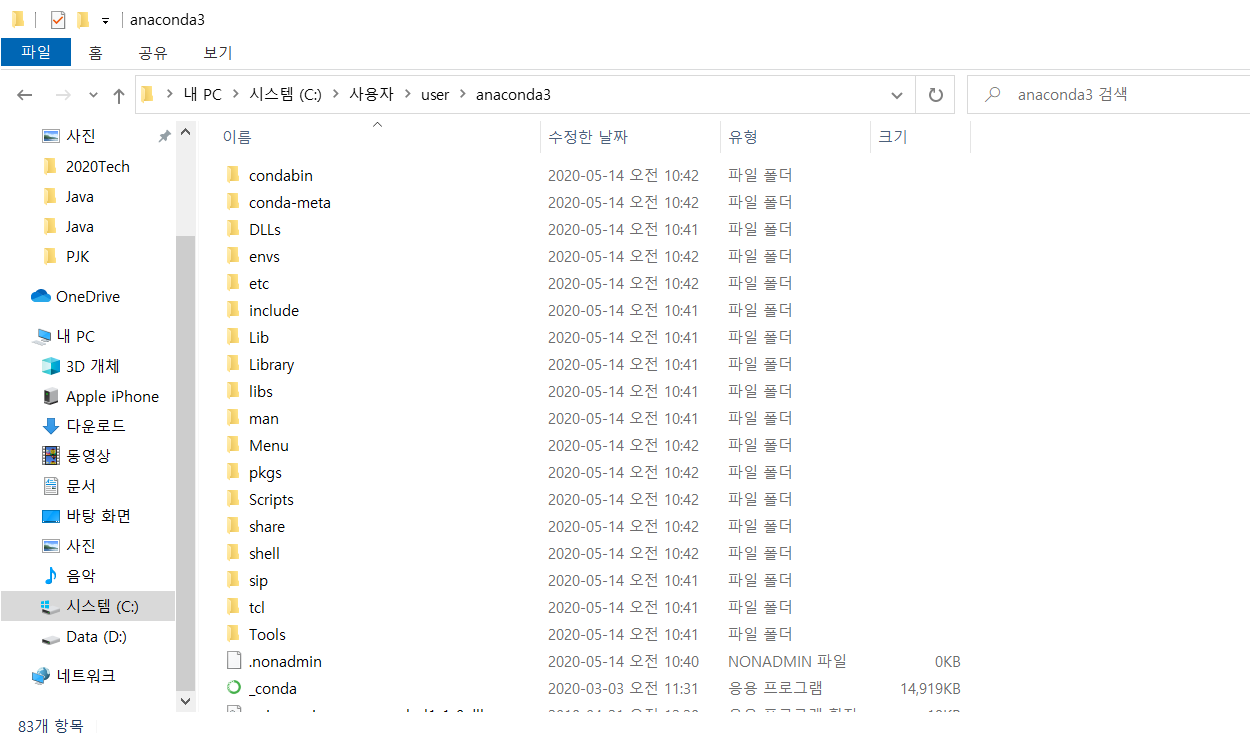 anaconda3
파일 홈 공유 보기
내 PC 시스템 (C:) 사용자 user anaconda3 anaconda3 검색
사진
2020Tech
Java
Java
PJK
OneDrive
내 PC
3D 개체
Apple iPhone
다운로드
동영상
문서
바탕 화면
사진
음악
시스템 (C:)
Data (D:)
네트워크
이름 수정한 날짜 유형 크기
condabin 2020-05-14 오전 10:42 파일 폴더
conda-meta 2020-05-14 오전 10:42 파일 폴더
DLLs 2020-05-14 오전 10:41 파일 폴더
envs 2020-05-14 오전 10:42 파일 폴더
etc 2020-05-14 오전 10:42 파일 폴더
include 2020-05-14 오전 10:41 파일 폴더
Lib 2020-05-14 오전 10:41 파일 폴더
Library 2020-05-14 오전 10:41 파일 폴더
libs 2020-05-14 오전 10:41 파일 폴더
man 2020-05-14 오전 10:41 파일 폴더
Menu 2020-05-14 오전 10:42 파일 폴더
pkgs 2020-05-14 오전 10:42 파일 폴더
Scripts 2020-05-14 오전 10:42 파일 폴더
share 2020-05-14 오전 10:42 파일 폴더
shell 2020-05-14 오전 10:42 파일 폴더
sip 2020-05-14 오전 10:41 파일 폴더
tcl 2020-05-14 오전 10:41 파일 폴더
Tools 2020-05-14 오전 10:41 파일 폴더
.nonadmin 2020-05-14 오전 10:40 NONADMIN 파일 0KB
_conda 2020-03-03 오전 11:31 응용 프로그램 14,919KB
83개 항목